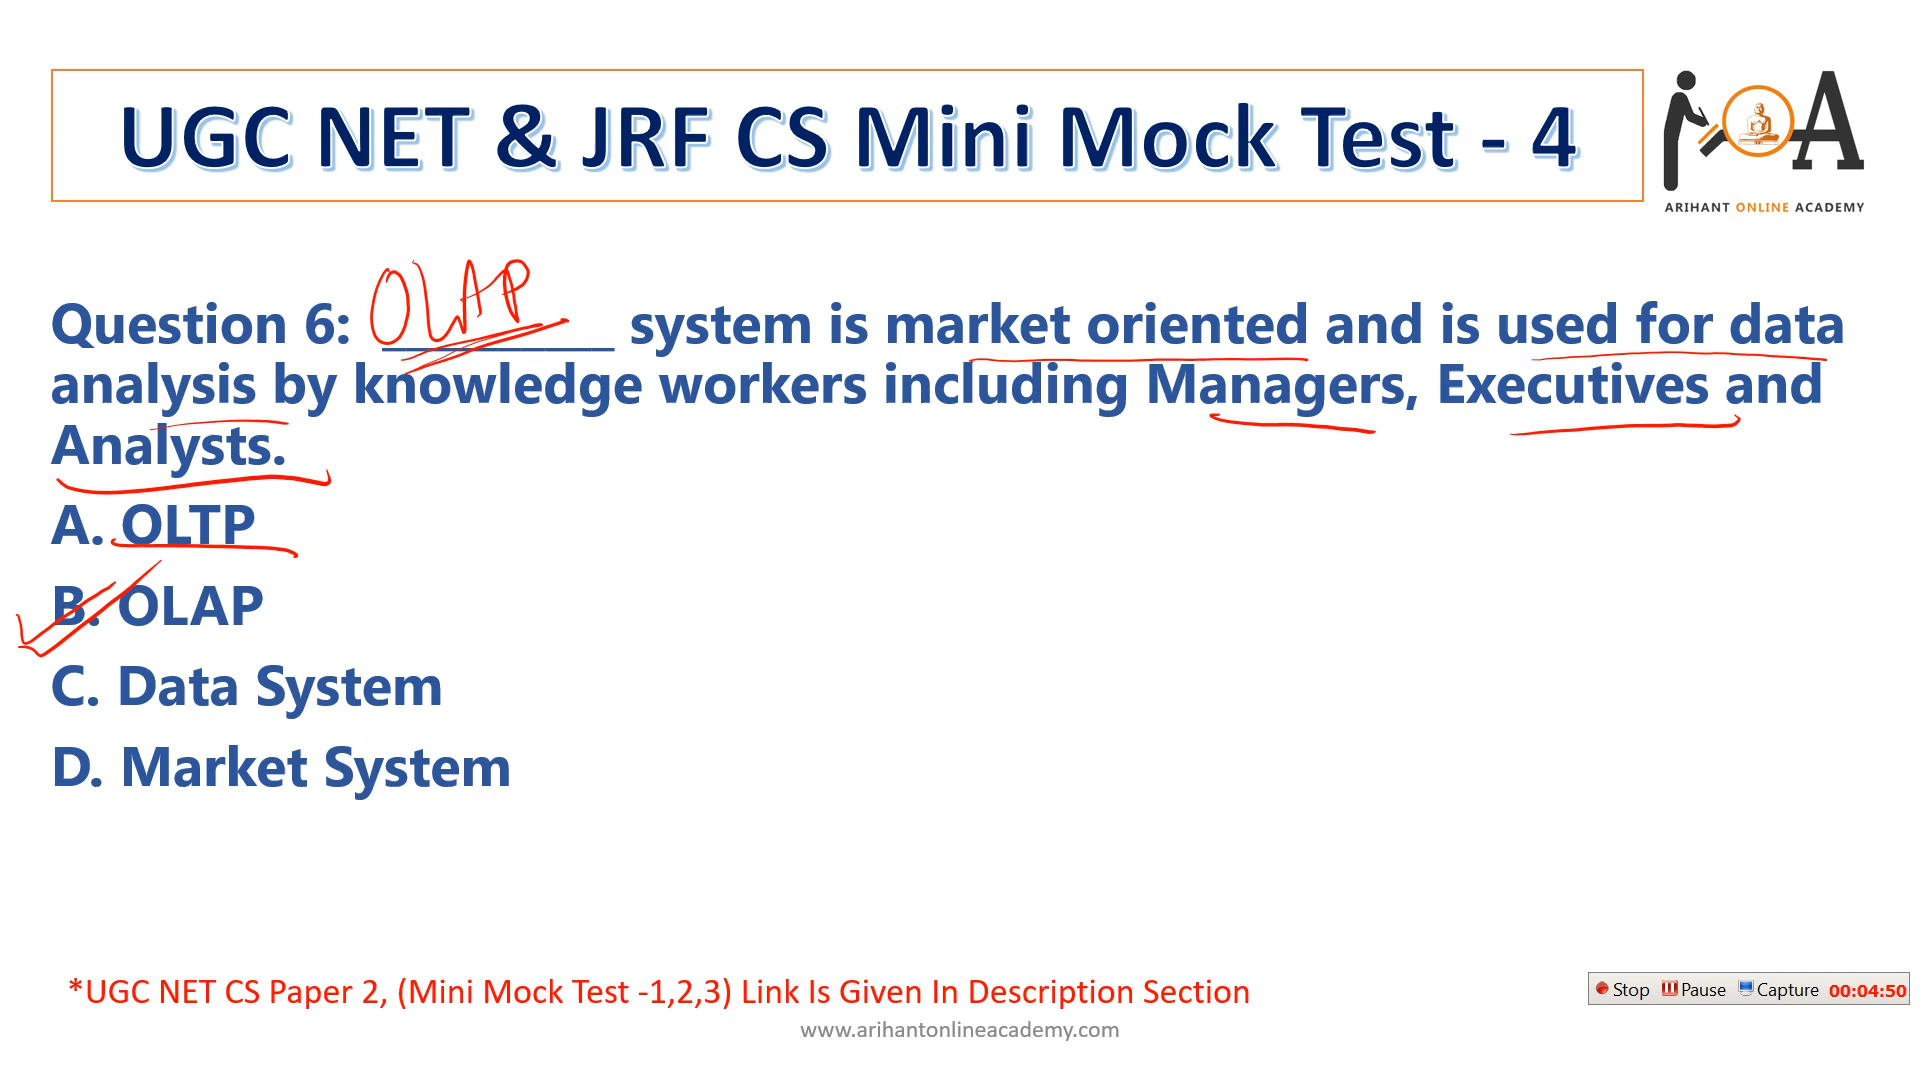 UGC NET & JRF CS Mini Mock Test - 4
ARIHANT ONLINE ACADEMY
OLAP
Question 6: __________ system is market oriented and is used for data
analysis by knowledge workers including Managers, Executives and
Analysts.
A. OLTP
B. OLAP
C. Data System
D. Market System
*UGC NET CS Paper 2, (Mini Mock Test -1,2,3) Link Is Given In Description Section
Stop Pause Capture 00:04:50
www.arihantonlineacademy.com